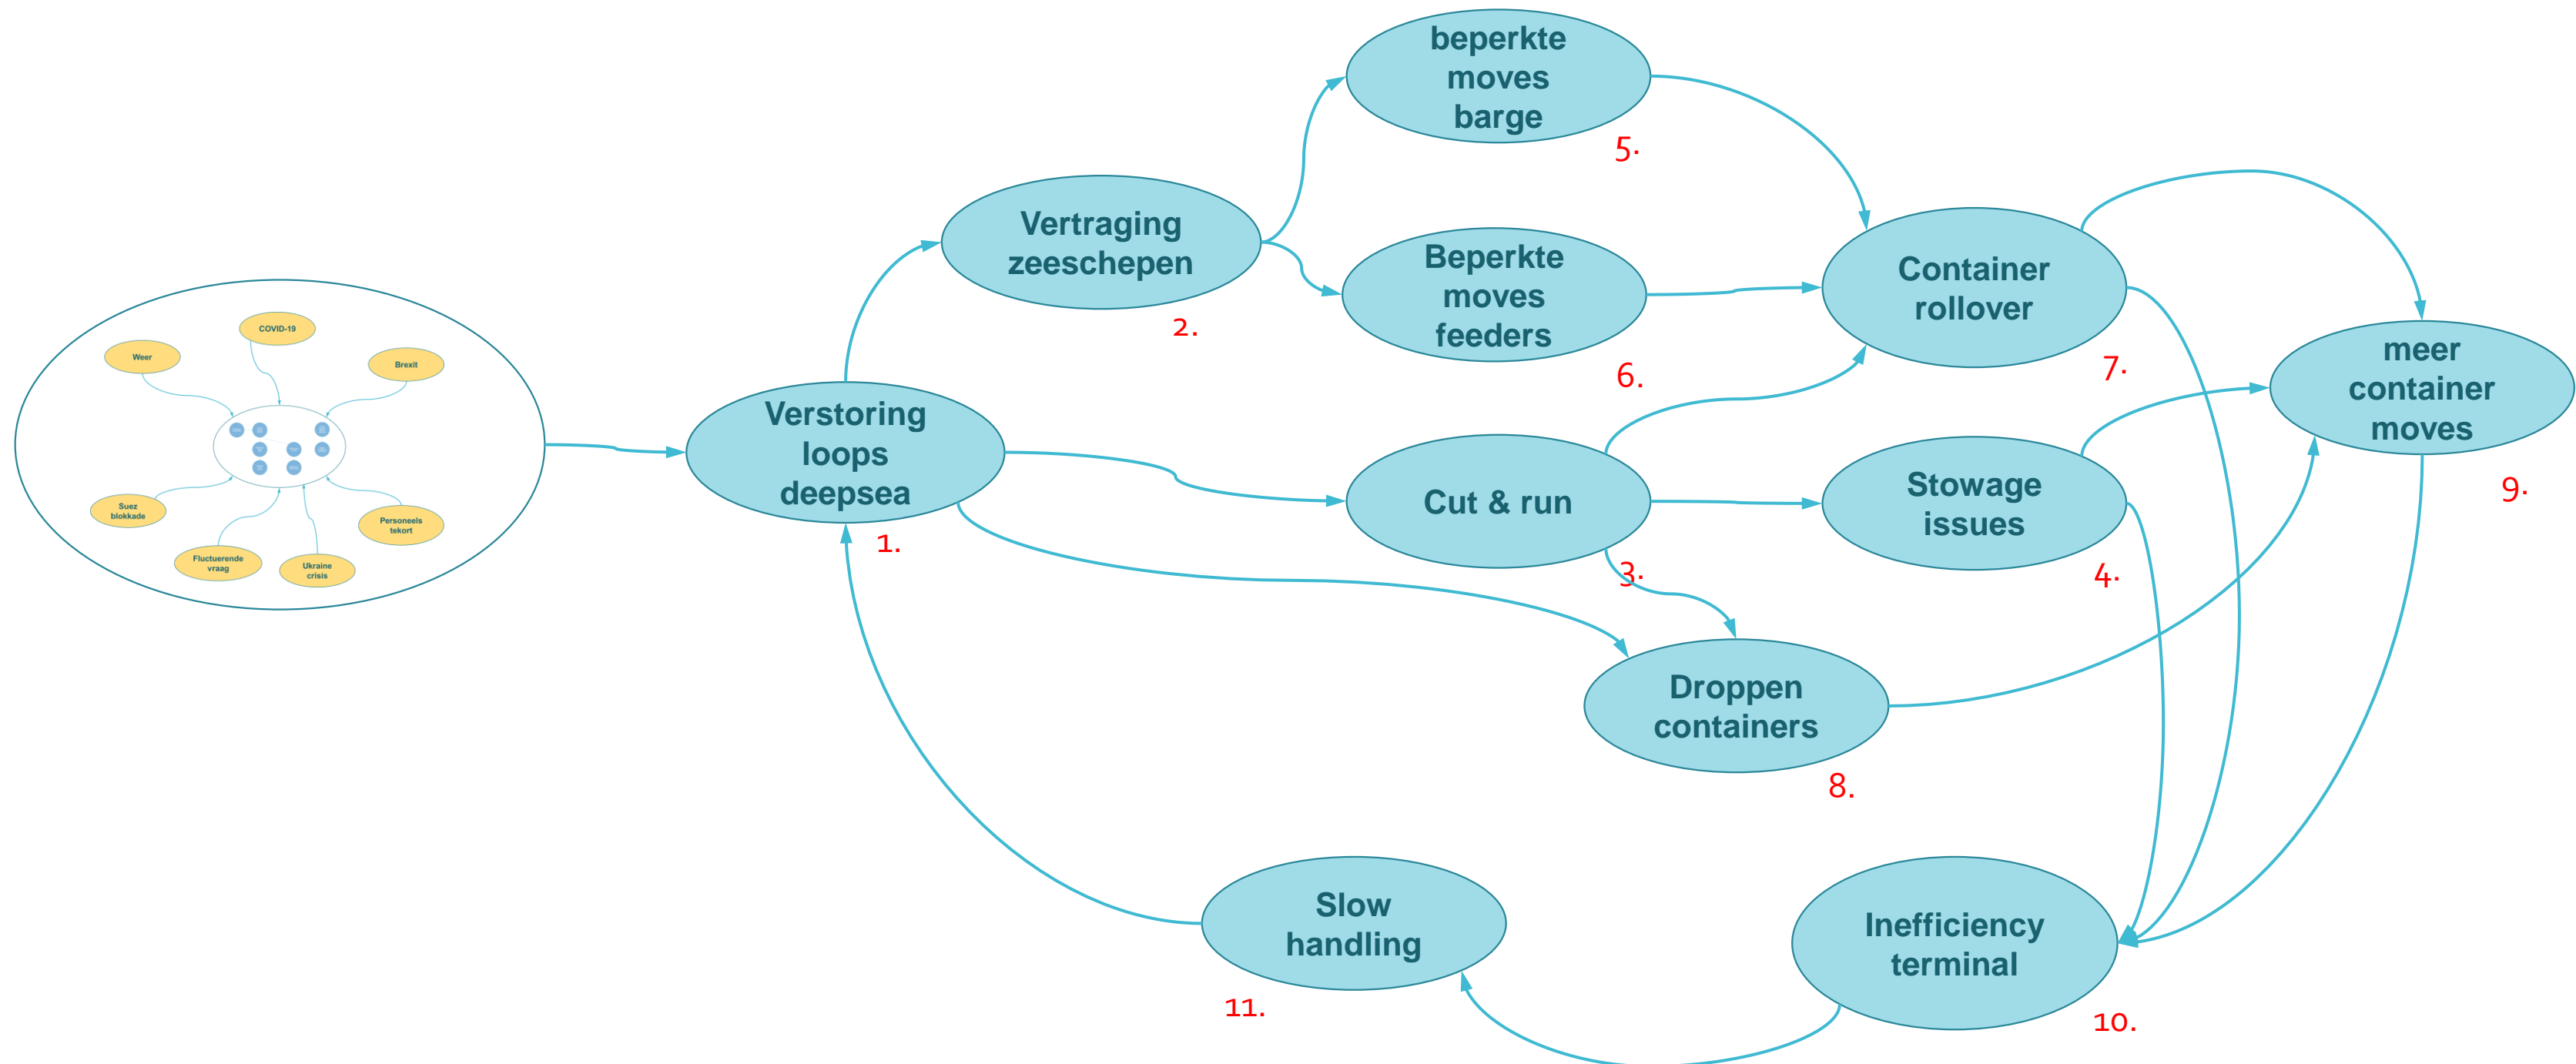 COVID-19
Weer
Brexit
Suez
blokkade
Personeels
tekort
Fluctuerende
vraag
Ukraine
crisis
Verstoring
loops
deepsea
1.
Vertraging
zeeschepen
2.
beperkte
moves
barge
5.
Beperkte
moves
feeders
6.
Cut & run
3.
Container
rollover
7.
Stowage
issues
4.
meer
container
moves
9.
Droppen
containers
8.
Slow
handling
11.
Inefficiency
terminal
10.